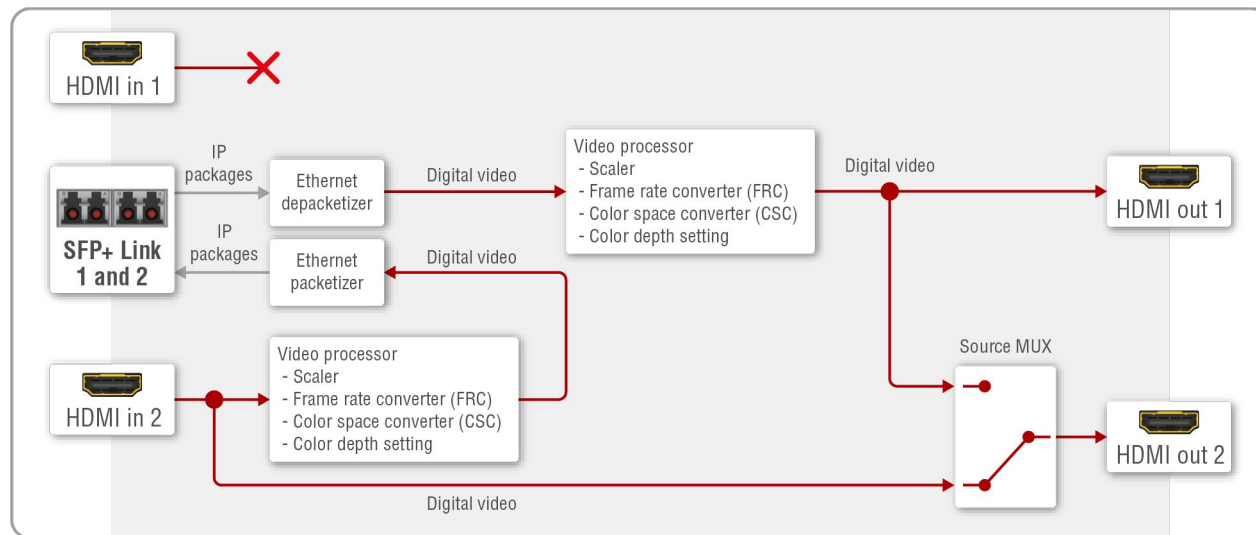 HDMI in 1
IP
packages
Ethernet
depacketizer
Digital video
Video processor
- Scaler
- Frame rate converter (FRC)
- Color space converter (CSC)
- Color depth setting
Digital video
HDMI out 1
SFP+ Link
1 and 2
IP
packages
Ethernet
packetizer
Digital video
HDMI in 2
Video processor
- Scaler
- Frame rate converter (FRC)
- Color space converter (CSC)
- Color depth setting
Source MUX
HDMI out 2
Digital video